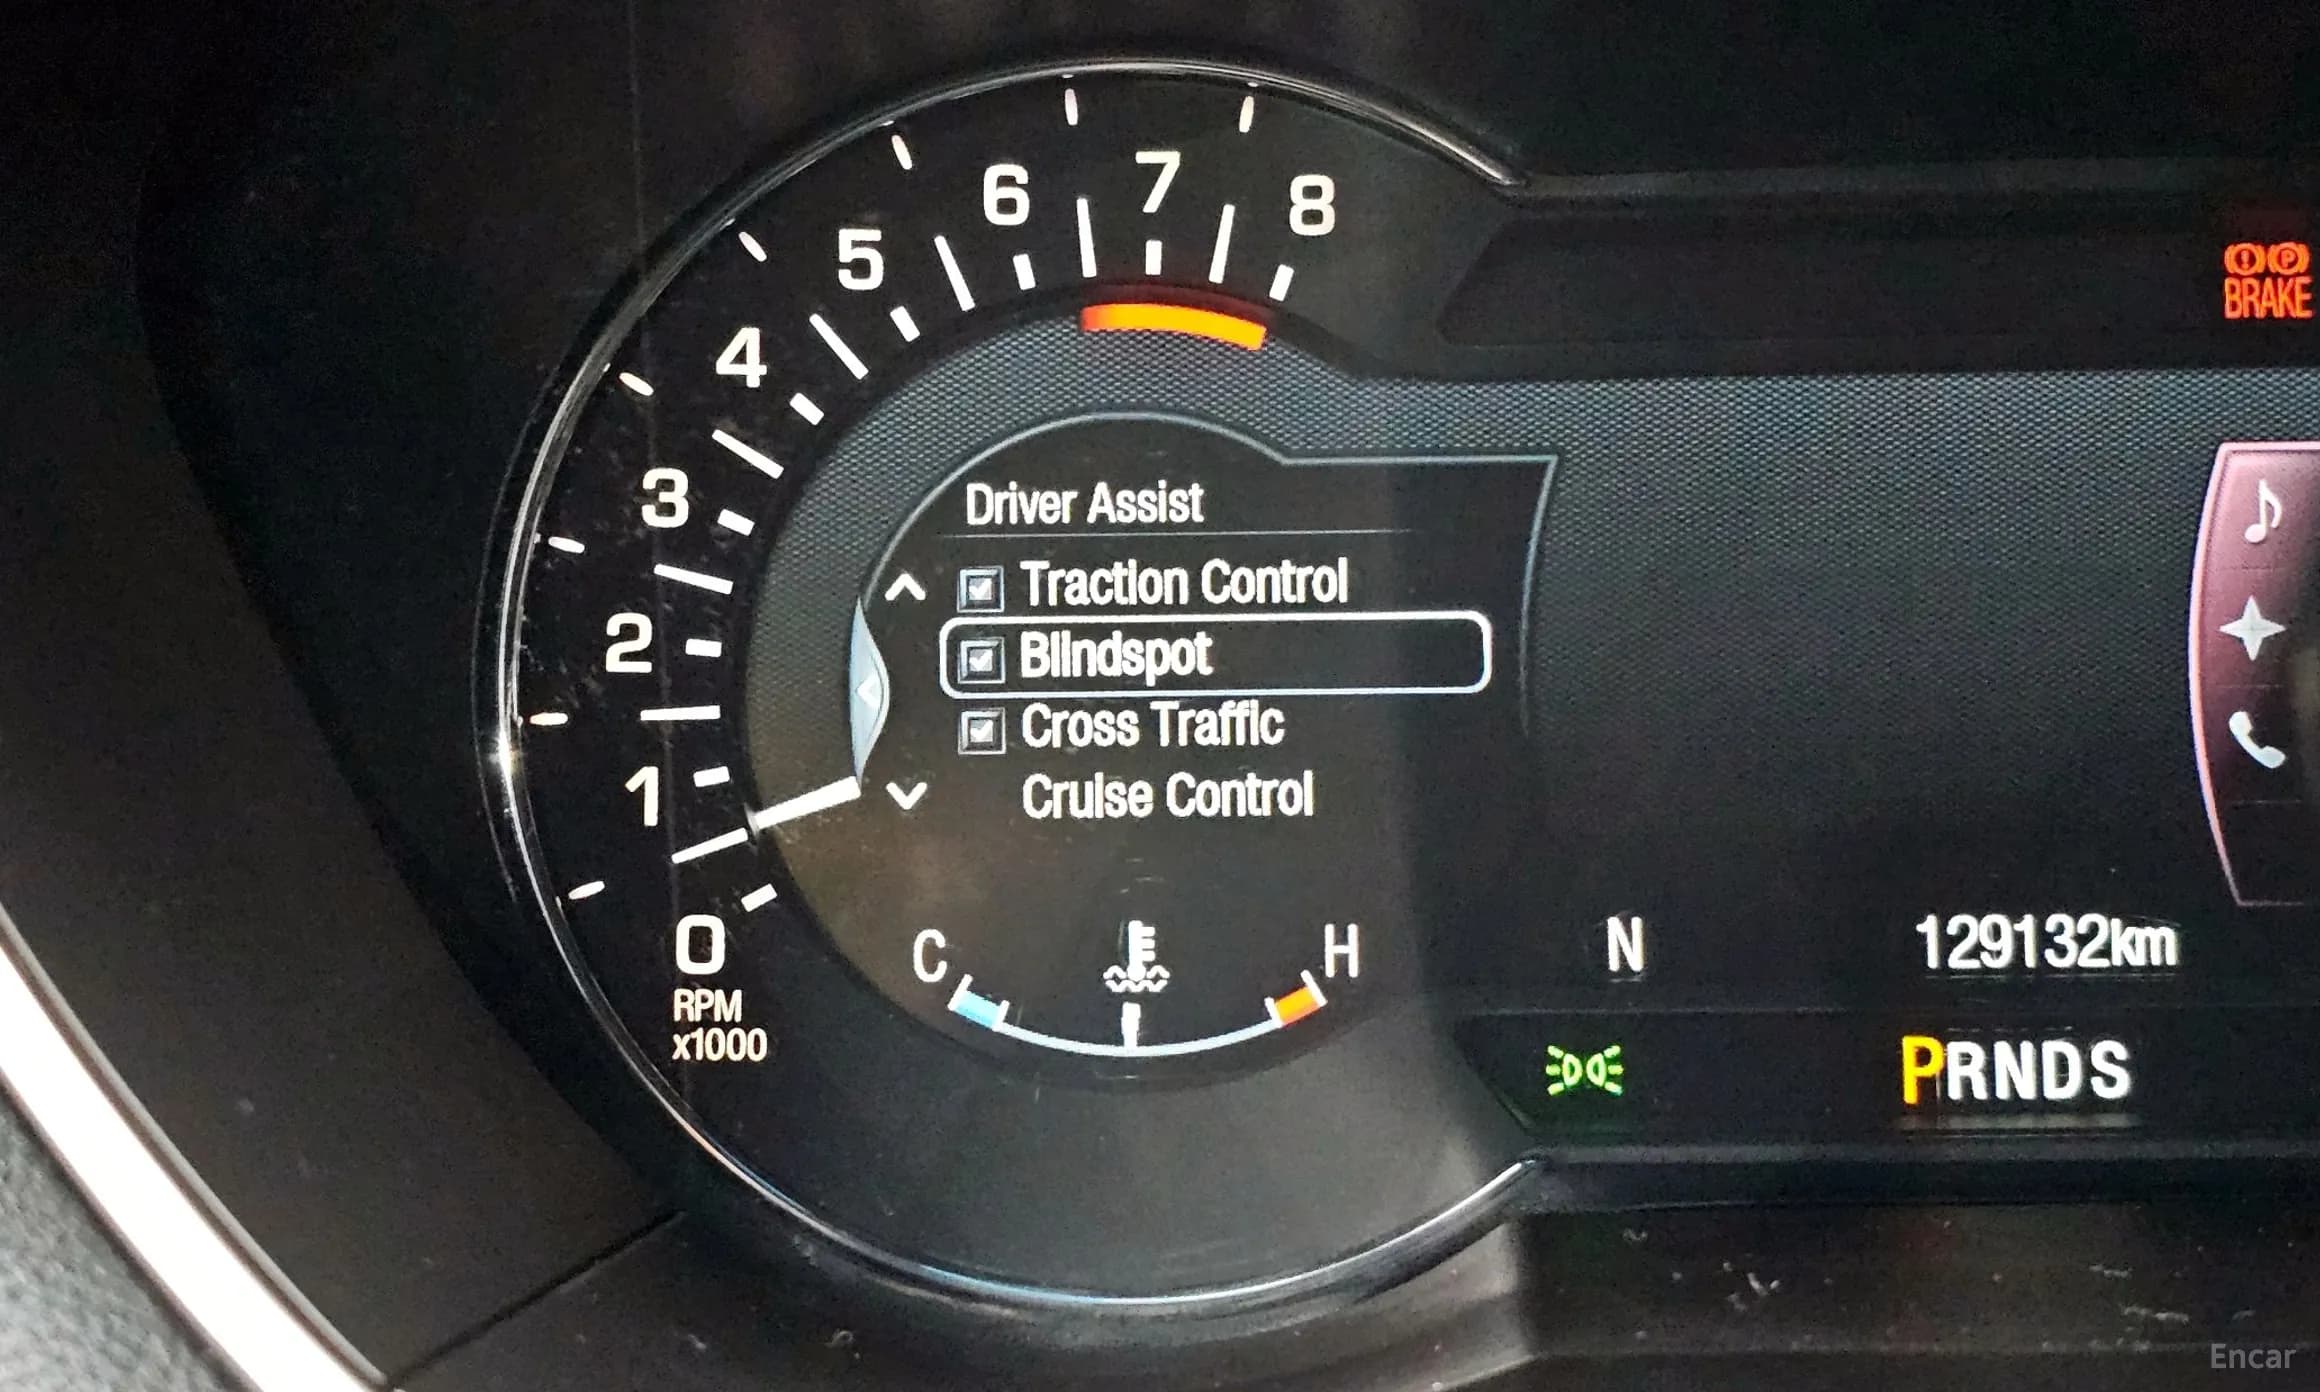 0
1
2
3
4
5
6
7
8
RPM
x1000
BRAKE
Driver Assist
Traction Control
Blindspot
Cross Traffic
Cruise Control
C
H
N
129132km
PRNDS
Encar